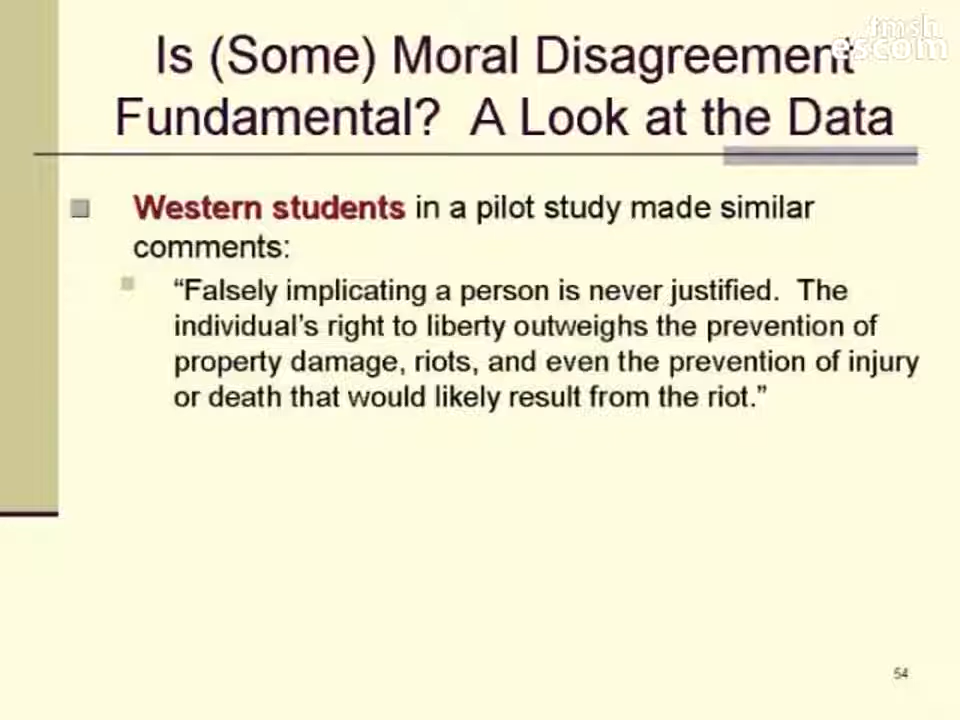 fmsh
escom
Is (Some) Moral Disagreement
Fundamental?  A Look at the Data
Western students in a pilot study made similar
comments:
“Falsely implicating a person is never justified.  The
individual’s right to liberty outweighs the prevention of
property damage, riots, and even the prevention of injury
or death that would likely result from the riot.”
54